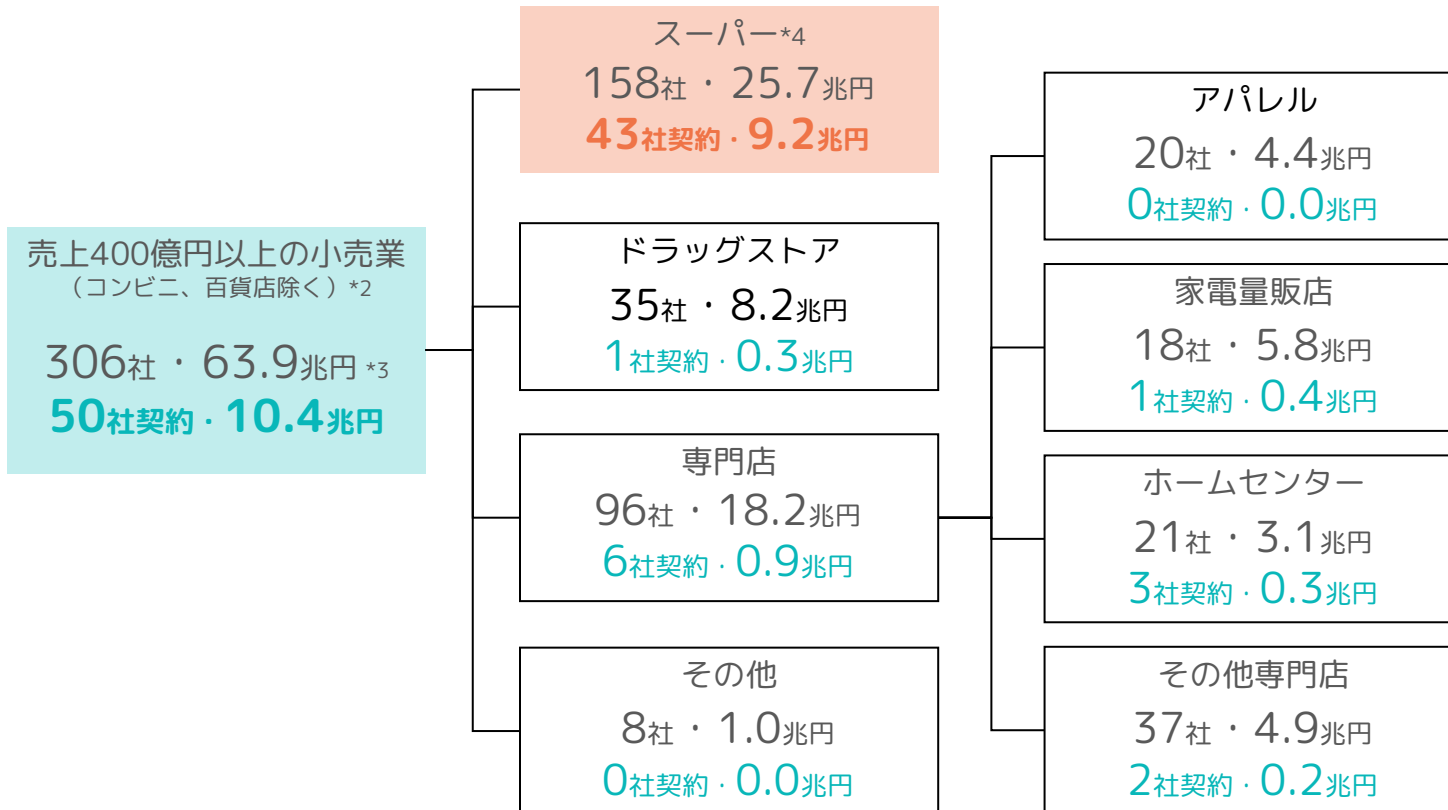 売上400億円以上の小売業
（コンビニ、百貨店除く）*2
306社・63.9兆円 *3
50社契約・10.4兆円
スーパー*4
158社・25.7兆円
43社契約・9.2兆円
ドラッグストア
35社・8.2兆円
1社契約・0.3兆円
専門店
96社・18.2兆円
6社契約・0.9兆円
その他
8社・1.0兆円
0社契約・0.0兆円
アパレル
20社・4.4兆円
0社契約・0.0兆円
家電量販店
18社・5.8兆円
1社契約・0.4兆円
ホームセンター
21社・3.1兆円
3社契約・0.3兆円
その他専門店
37社・4.9兆円
2社契約・0.2兆円